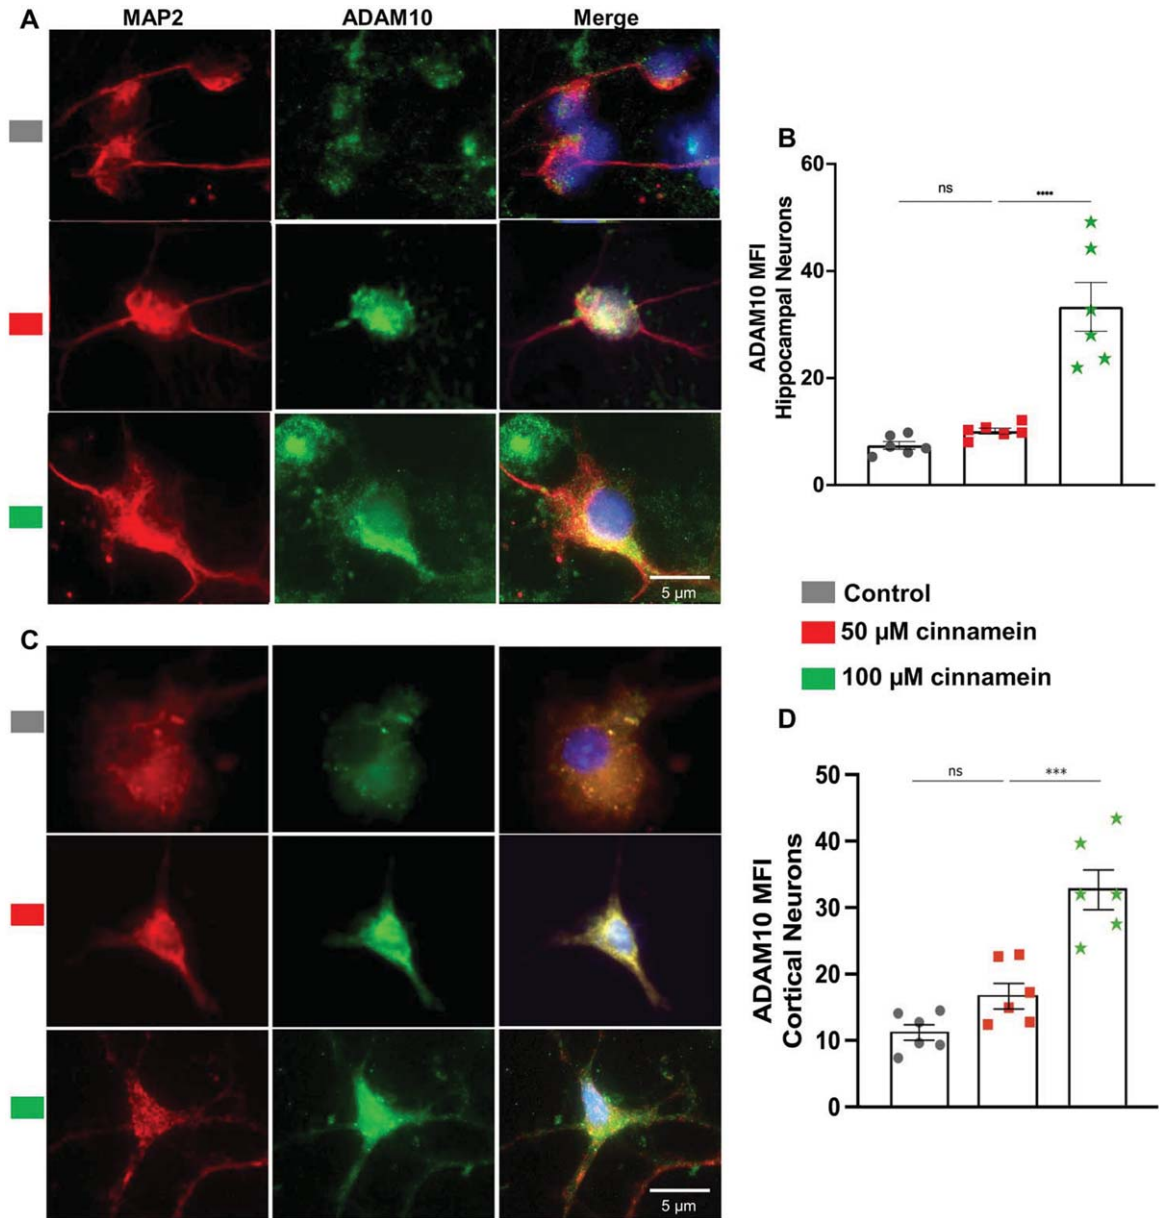 A
MAP2 ADAM10 Merge
5 µm
B
ADAM10 MFI
Hippocampal Neurons
60
40
20
0
ns ****
Control
50 µM cinnamein
100 µM cinnamein
C
5 µm
D
ADAM10 MFI
Cortical Neurons
50
40
30
20
10
0
ns ***